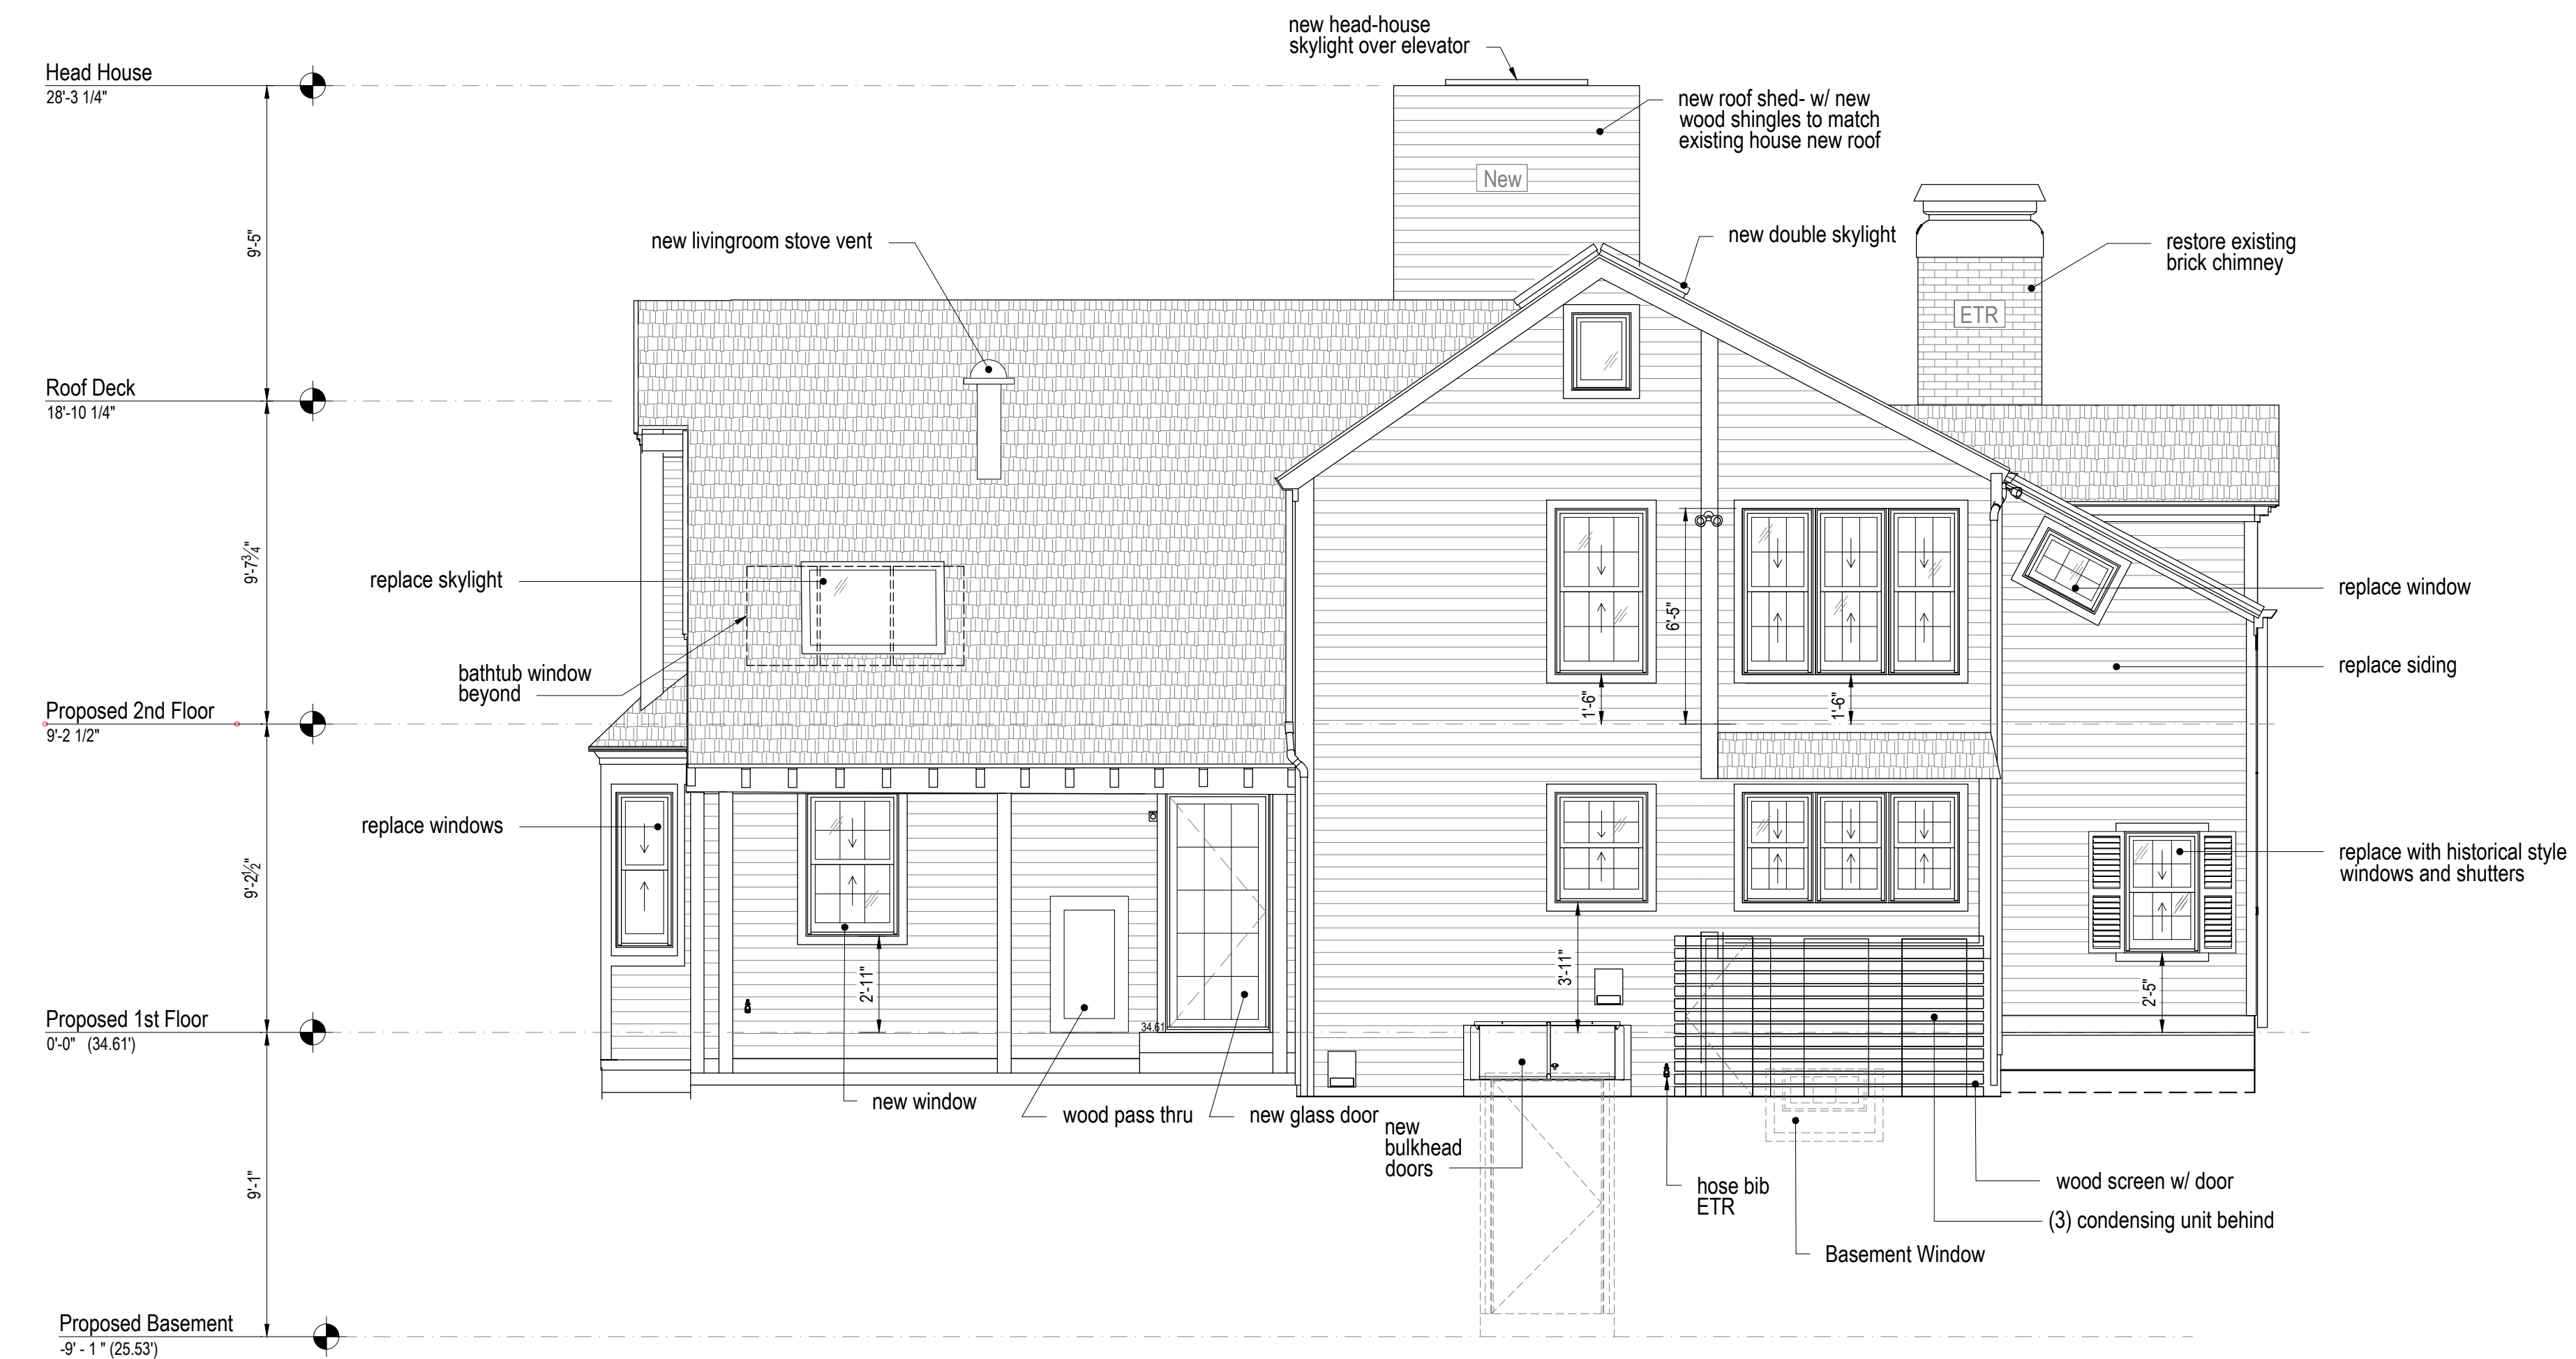 new head-house
skylight over elevator
Head House
28'-3 1/4"
new roof shed- w/ new
wood shingles to match
existing house new roof
New
9'-5"
new livingroom stove vent
new double skylight
restore existing
brick chimney
ETR
Roof Deck
18'-10 1/4"
9'-7¾"
replace skylight
replace window
6'-5"
bathtub window
beyond
replace siding
1'-6"
1'-6"
Proposed 2nd Floor
9'-2 1/2"
replace windows
9'-2½"
replace with historical style
windows and shutters
2'-11"
3'-11"
2'-5"
Proposed 1st Floor
0'-0" (34.61')
34.61
new window
wood pass thru
new glass door
new
bulkhead
doors
9'-1"
hose bib
ETR
wood screen w/ door
(3) condensing unit behind
Basement Window
Proposed Basement
-9' - 1 " (25.53')